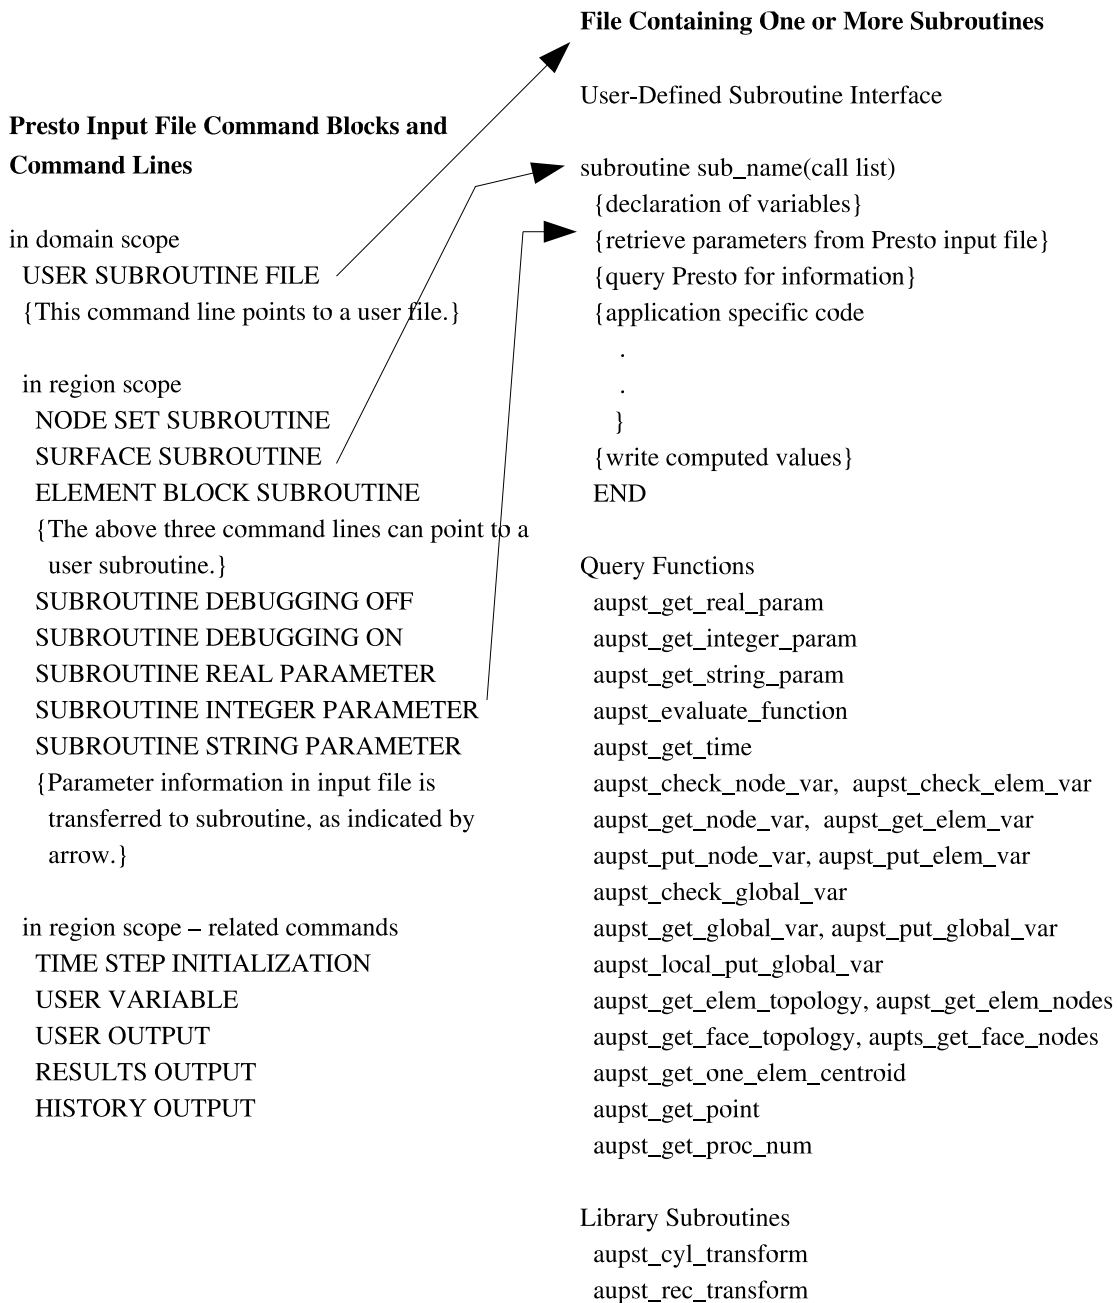 Presto Input File Command Blocks and
Command Lines
in domain scope
USER SUBROUTINE FILE
{This command line points to a user file.}
in region scope
NODE SET SUBROUTINE
SURFACE SUBROUTINE
ELEMENT BLOCK SUBROUTINE
{The above three command lines can point to a
user subroutine.}
SUBROUTINE DEBUGGING OFF
SUBROUTINE DEBUGGING ON
SUBROUTINE REAL PARAMETER
SUBROUTINE INTEGER PARAMETER
SUBROUTINE STRING PARAMETER
{Parameter information in input file is
transferred to subroutine, as indicated by
arrow.}
in region scope – related commands
TIME STEP INITIALIZATION
USER VARIABLE
USER OUTPUT
RESULTS OUTPUT
HISTORY OUTPUT
File Containing One or More Subroutines
User-Defined Subroutine Interface
subroutine sub_name(call list)
{declaration of variables}
{retrieve parameters from Presto input file}
{query Presto for information}
{application specific code
.
.
}
{write computed values}
END
Query Functions
aupst_get_real_param
aupst_get_integer_param
aupst_get_string_param
aupst_evaluate_function
aupst_get_time
aupst_check_node_var, aupst_check_elem_var
aupst_get_node_var, aupst_get_elem_var
aupst_put_node_var, aupst_put_elem_var
aupst_check_global_var
aupst_get_global_var, aupst_put_global_var
aupst_local_put_global_var
aupst_get_elem_topology, aupst_get_elem_nodes
aupst_get_face_topology, aupts_get_face_nodes
aupst_get_one_elem_centroid
aupst_get_point
aupst_get_proc_num
Library Subroutines
aupst_cyl_transform
aupst_rec_transform